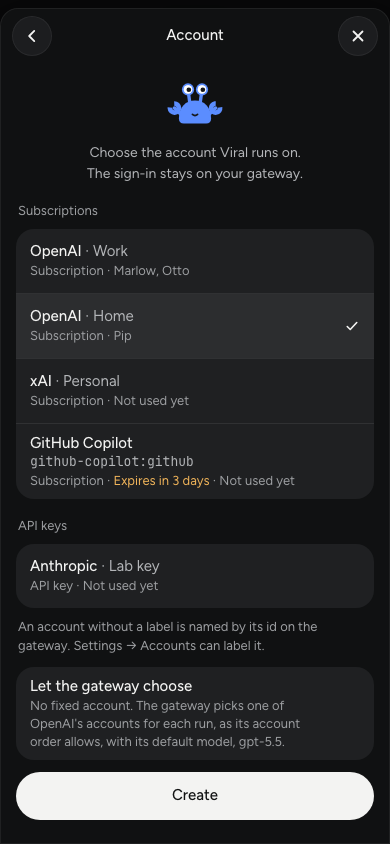 Account
Choose the account Viral runs on.
The sign-in stays on your gateway.
Subscriptions
OpenAI · Work
Subscription · Marlow, Otto
OpenAI · Home
Subscription · Pip
xAI · Personal
Subscription · Not used yet
GitHub Copilot
github-copilot:github
Subscription · Expires in 3 days · Not used yet
API keys
Anthropic · Lab key
API key · Not used yet
An account without a label is named by its id on the
gateway. Settings → Accounts can label it.
Let the gateway choose
No fixed account. The gateway picks one of
OpenAI's accounts for each run, as its account
order allows, with its default model, gpt-5.5.
Create